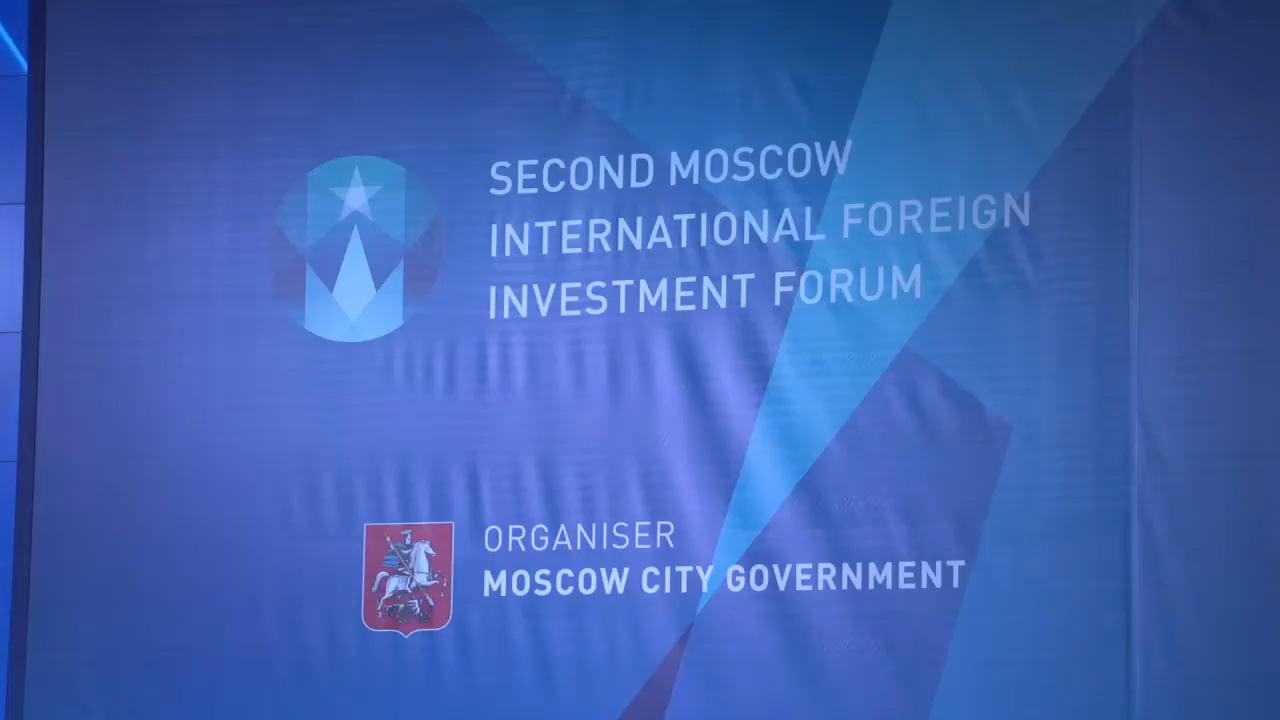 SECOND MOSCOW
INTERNATIONAL FOREIGN
INVESTMENT FORUM
ORGANISER
MOSCOW CITY GOVERNMENT